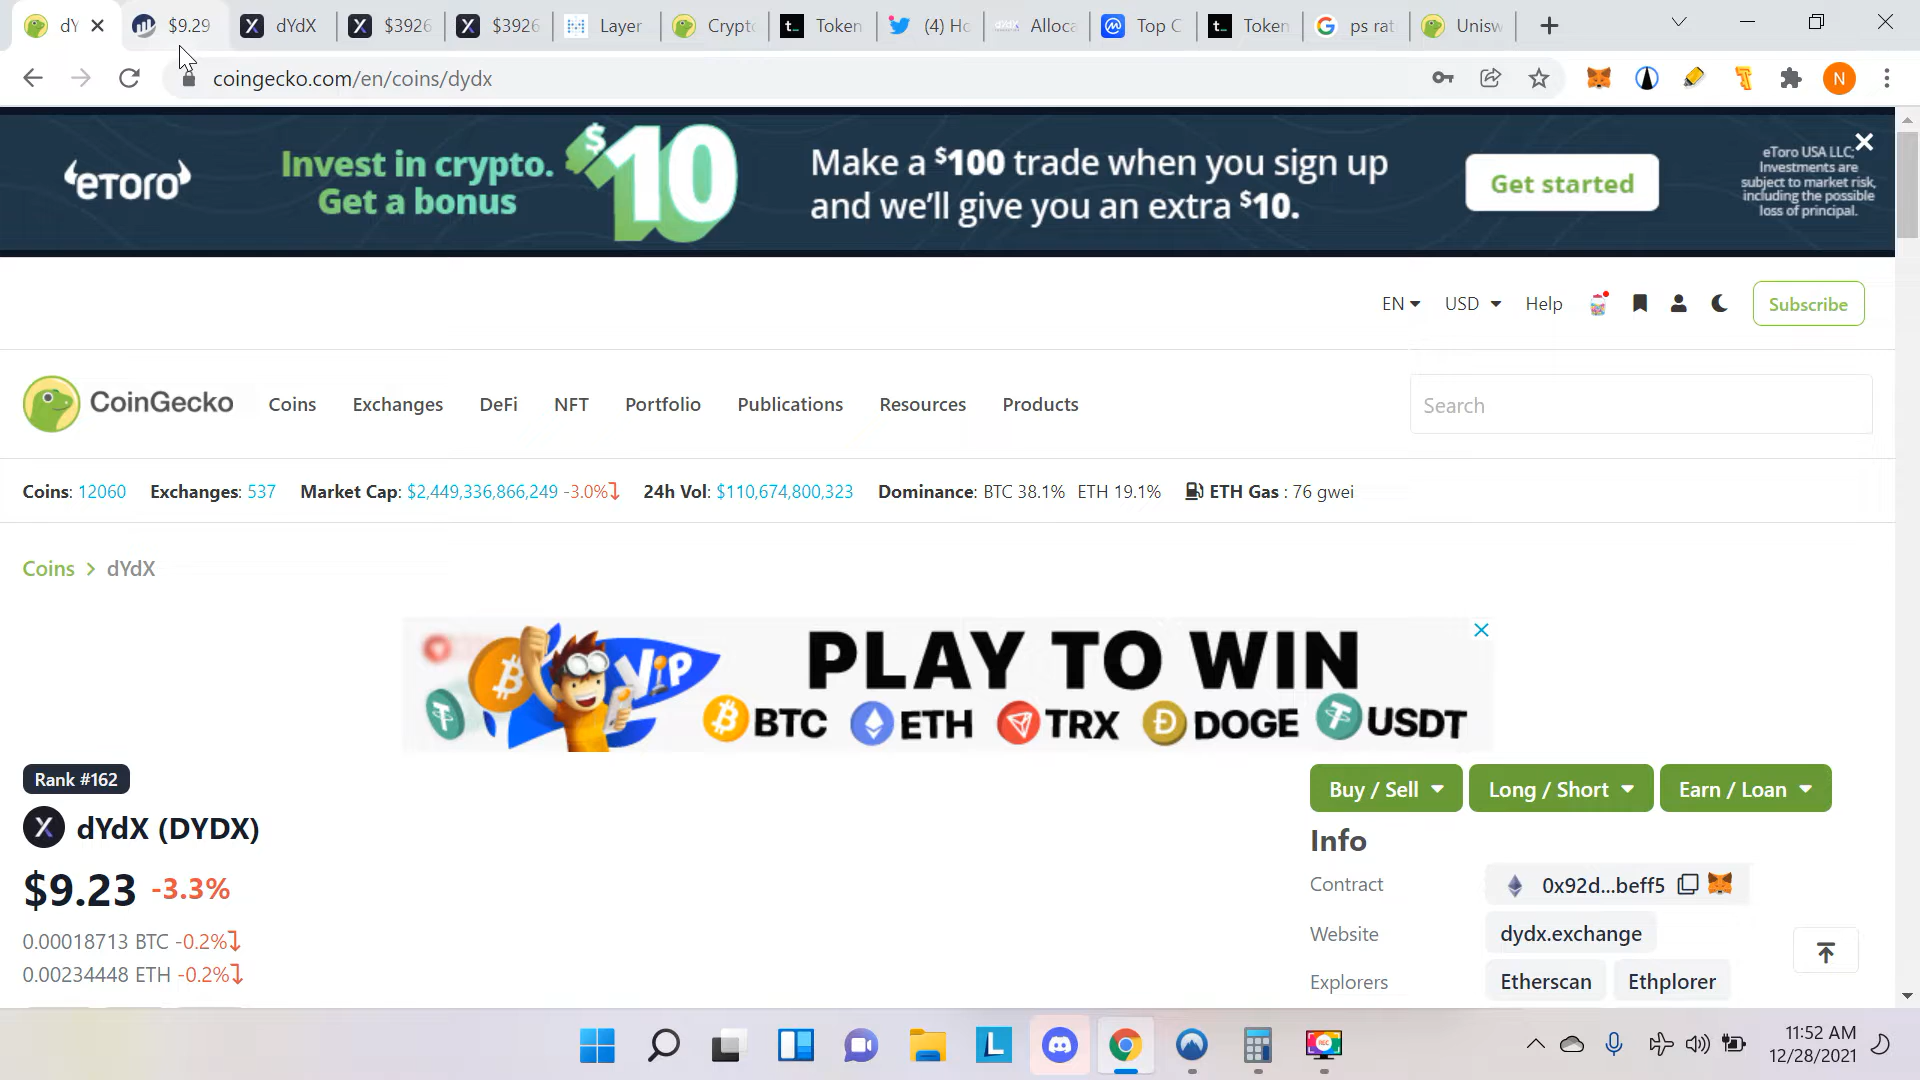 dY
$9.29
dYdX
$3926
$3926
Layer
Crypto
Token
(4) Ho
Alloca
Top C
Token
ps rat
Unisw
coingecko.com/en/coins/dydx
N
eToro
Invest in crypto.
Get a bonus
$10
Make a $100 trade when you sign up
and we'll give you an extra $10.
Get started
eToro USA LLC;
Investments are
subject to market risk,
including the possible
loss of principal.
EN
USD
Help
Subscribe
CoinGecko
Coins
Exchanges
DeFi
NFT
Portfolio
Publications
Resources
Products
Search
Coins: 12060
Exchanges: 537
Market Cap: $2,449,336,866,249 -3.0%
24h Vol: $110,674,800,323
Dominance: BTC 38.1% ETH 19.1%
ETH Gas : 76 gwei
Coins > dYdX
VIP
PLAY TO WIN
BTC ETH TRX DOGE USDT
Rank #162
dYdX (DYDX)
$9.23 -3.3%
0.00018713 BTC -0.2%
0.00234448 ETH -0.2%
Buy / Sell
Long / Short
Earn / Loan
Info
Contract
0x92d...beff5
Website
dydx.exchange
Explorers
Etherscan
Ethplorer
L
REC
11:52 AM
12/28/2021